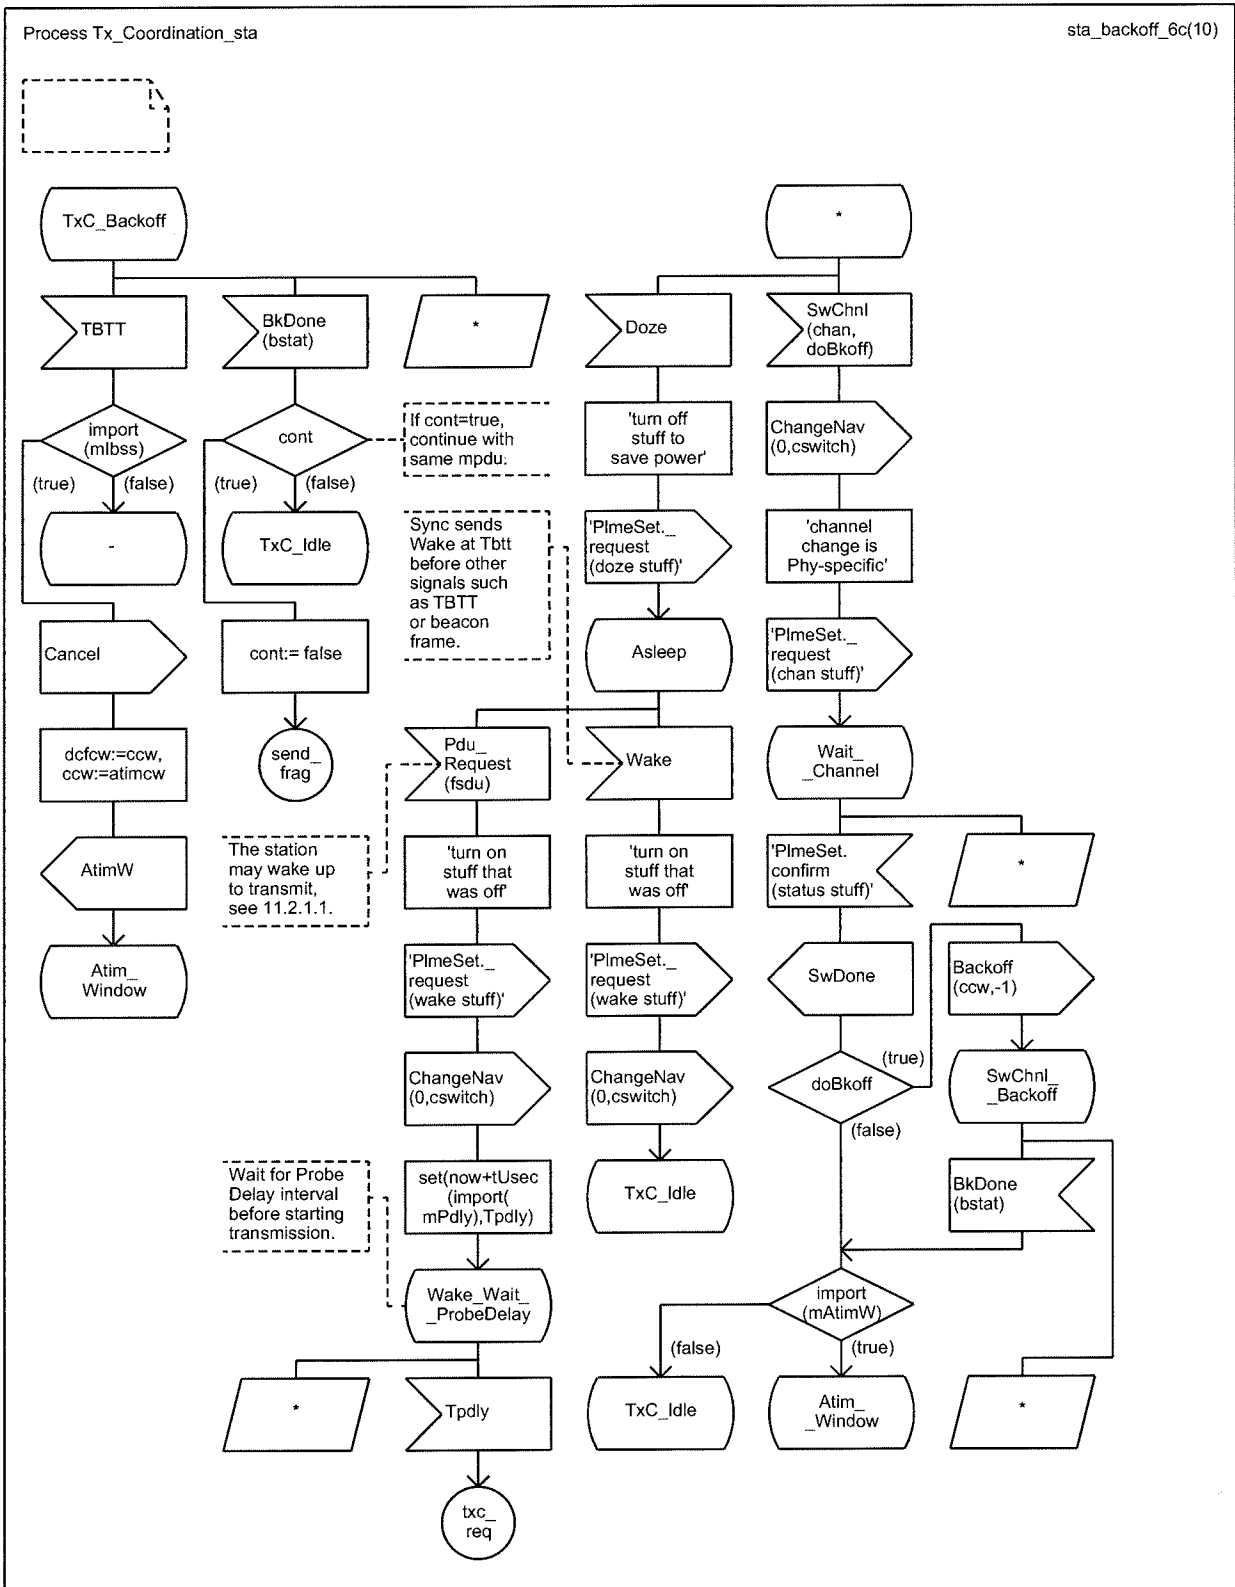 Process Tx_Coordination_sta
sta_backoff_6c(10)
TxC_Backoff
*
TBTT
BkDone
(bstat)
*
Doze
SwChnl
(chan,
doBkoff)
import
(mIbss)
(true)
(false)
cont
(true)
(false)
If cont=true,
continue with
same mpdu.
'turn off
stuff to
save power'
ChangeNav
(0,cswitch)
-
TxC_Idle
Sync sends
Wake at Tbtt
before other
signals such
as TBTT
or beacon
frame.
'PlmeSet._
request
(doze stuff)'
'channel
change is
Phy-specific'
Cancel
cont:= false
Asleep
'PlmeSet._
request
(chan stuff)'
dcfcw:=ccw,
ccw:=atimcw
send_
frag
Pdu_
Request
(fsdu)
Wake
Wait_
_Channel
AtimW
The station
may wake up
to transmit,
see 11.2.1.1.
'turn on
stuff that
was off'
'turn on
stuff that
was off'
'PlmeSet.
confirm
(status stuff)'
*
Atim_
_Window
'PlmeSet._
request
(wake stuff)'
'PlmeSet._
request
(wake stuff)'
SwDone
Backoff
(ccw,-1)
ChangeNav
(0,cswitch)
ChangeNav
(0,cswitch)
doBkoff
(true)
(false)
SwChnl_
_Backoff
Wait for Probe
Delay interval
before starting
transmission.
set(now+tUsec
(import(
mPdly),Tpdly)
TxC_Idle
BkDone
(bstat)
Wake_Wait_
_ProbeDelay
import
(mAtimW)
(false)
(true)
*
Tpdly
TxC_Idle
Atim_
_Window
*
txc_
req